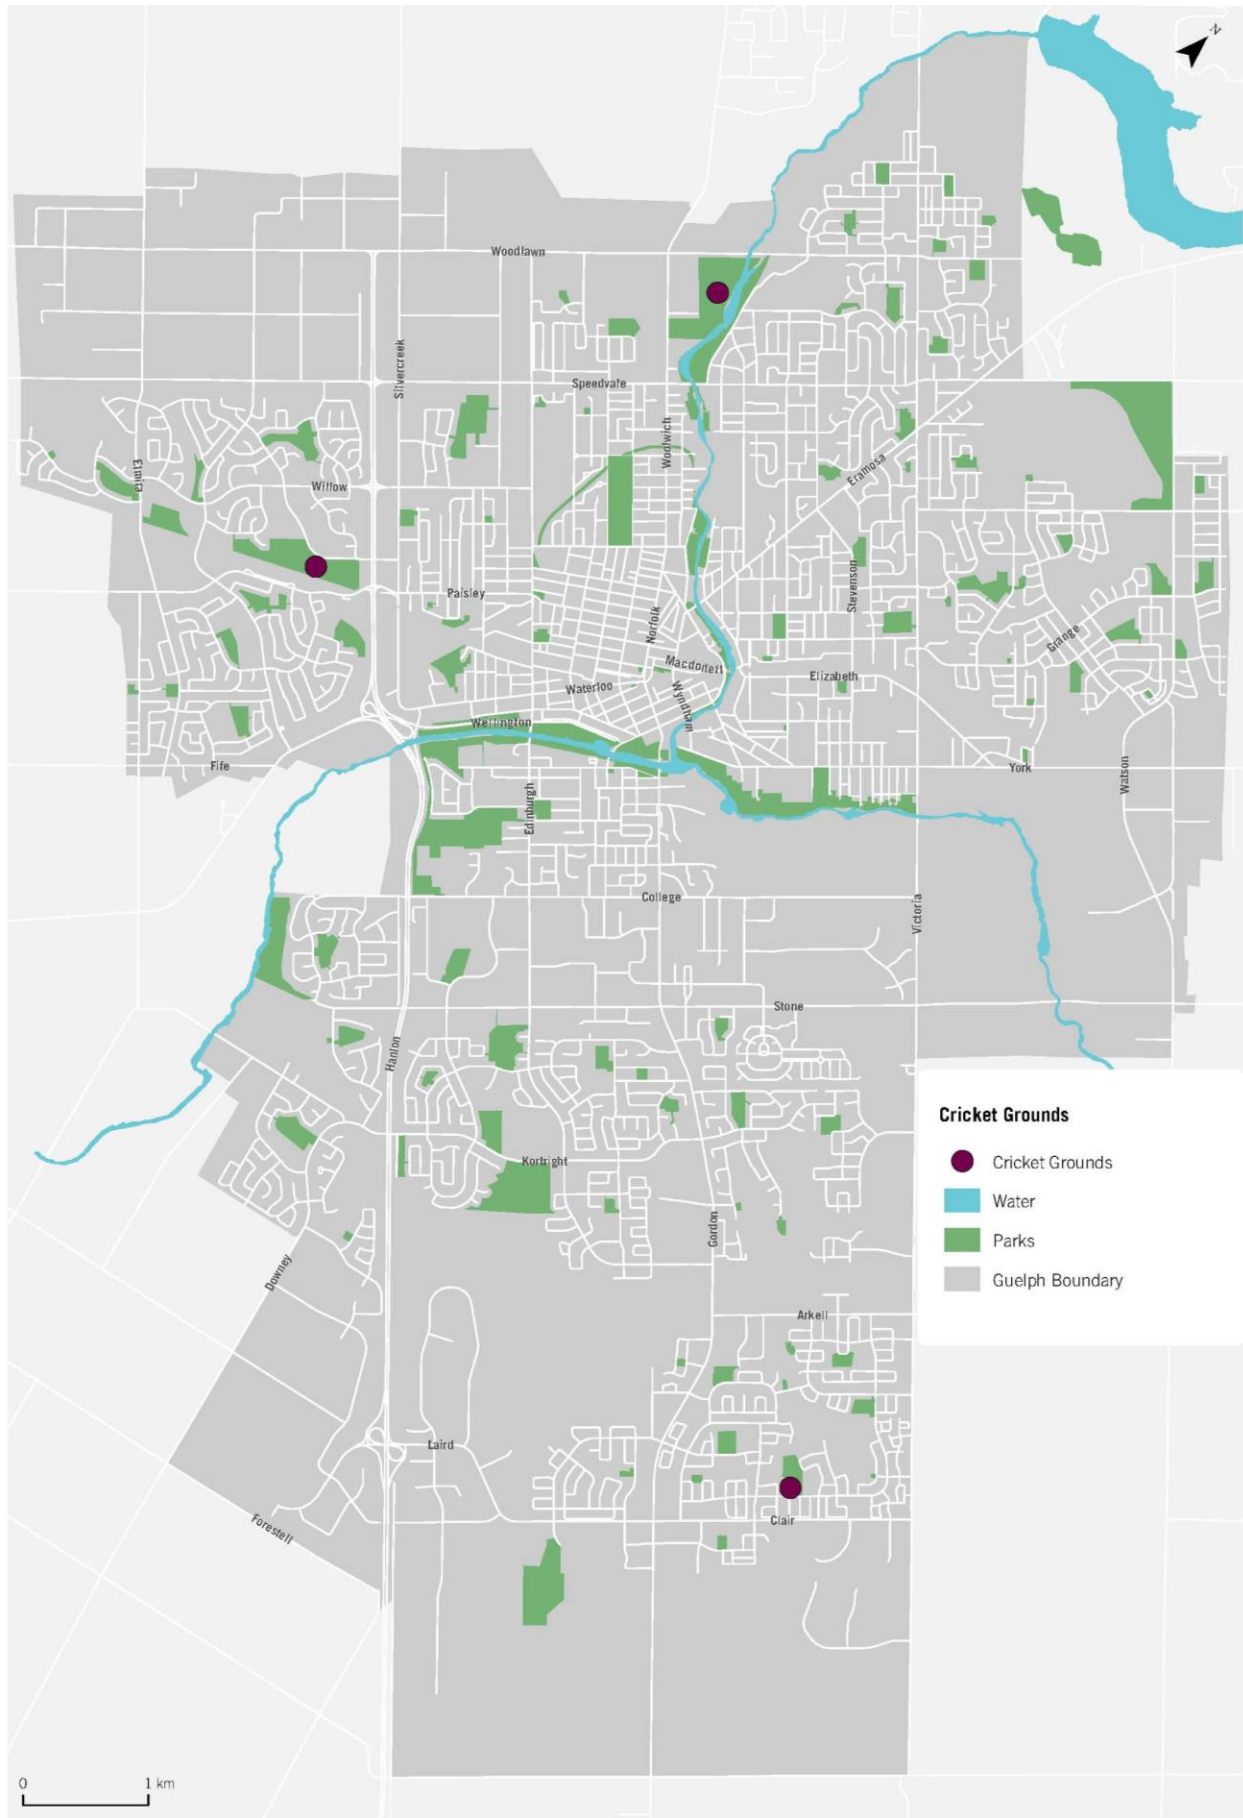 N
Woodlawn
Silvercreek
Speedvale
Woolwich
Elmira
Willow
Eramosa
Paisley
Norfolk
Stevenson
Grange
Macdonell
Elizabeth
Waterloo
Wyndham
Wellington
Fife
York
Watson
Edinburgh
College
Victoria
Stone
Hanlon
Kortright
Gordon
Downey
Arkell
Laird
Clair
Forestell
Cricket Grounds
Cricket Grounds
Water
Parks
Guelph Boundary
0 1 km